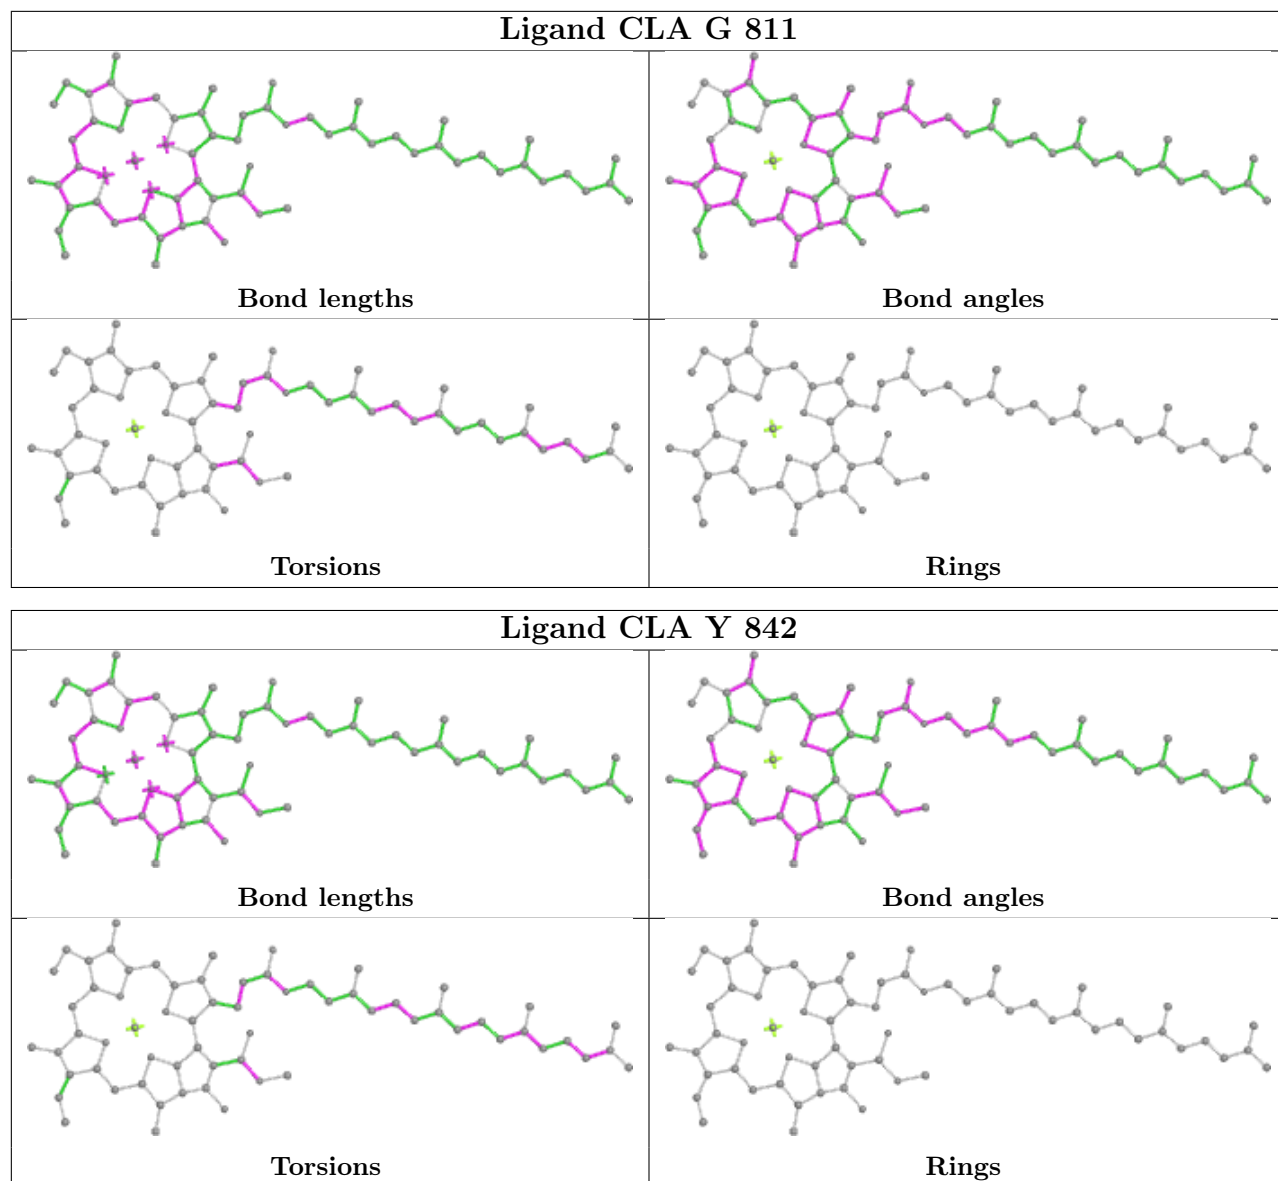 Ligand CLA G 811
Bond lengths
Bond angles
Torsions
Rings
Ligand CLA Y 842
Bond lengths
Bond angles
Torsions
Rings